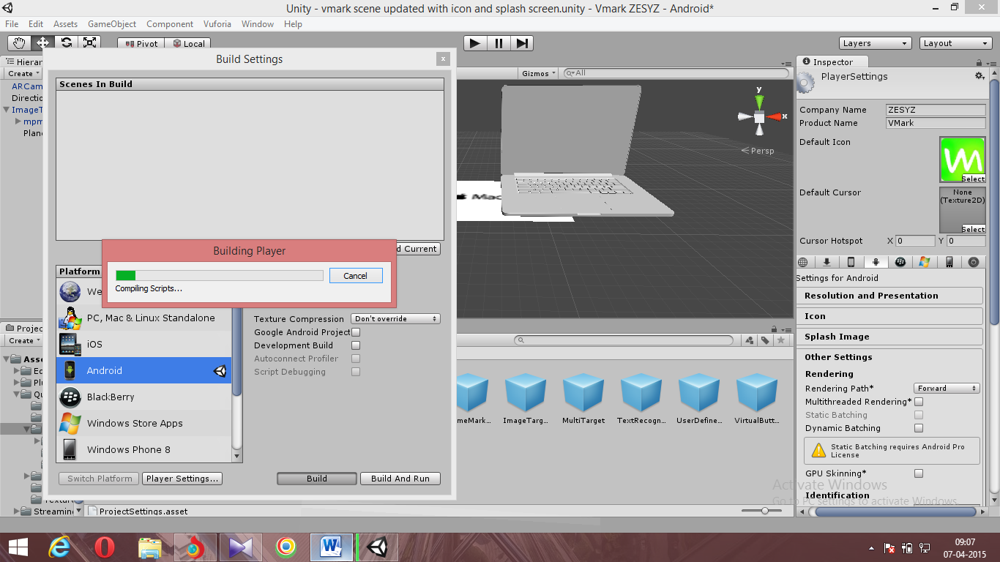 Unity - vmark scene updated with icon and splash screen.unity - Vmark ZESYZ - Android*
File Edit Assets GameObject Component Vuforia Window Help
Pivot Local
Layers Layout
Hierar
Create
ARCam
Directio
ImageT
mpm
Plane
Build Settings
Scenes In Build
d Current
Building Player
Cancel
Compiling Scripts...
Platform
We
PC, Mac & Linux Standalone
iOS
Android
BlackBerry
Windows Store Apps
Windows Phone 8
Texture Compression Don't override
Google Android Project
Development Build
Autoconnect Profiler
Script Debugging
Switch Platform Player Settings... Build Build And Run
Gizmos All
y
x
Persp
Mac
Projec
Create
Asse
Ed
Plu
Qu
Texture
Streamin
meMark... ImageTarg... MultiTarget TextRecogn... UserDefine... VirtualButt...
ProjectSettings.asset
Inspector
PlayerSettings
Company Name ZESYZ
Product Name VMark
Default Icon
Select
Default Cursor
None
(Texture2D)
Select
Cursor Hotspot X 0 Y 0
Settings for Android
Resolution and Presentation
Icon
Splash Image
Other Settings
Rendering
Rendering Path* Forward
Multithreaded Rendering*
Static Batching
Dynamic Batching
Static Batching requires Android Pro
License
GPU Skinning*
Activate Windows
Identification
Go to PC settings to activate Windows.
09:07
07-04-2015